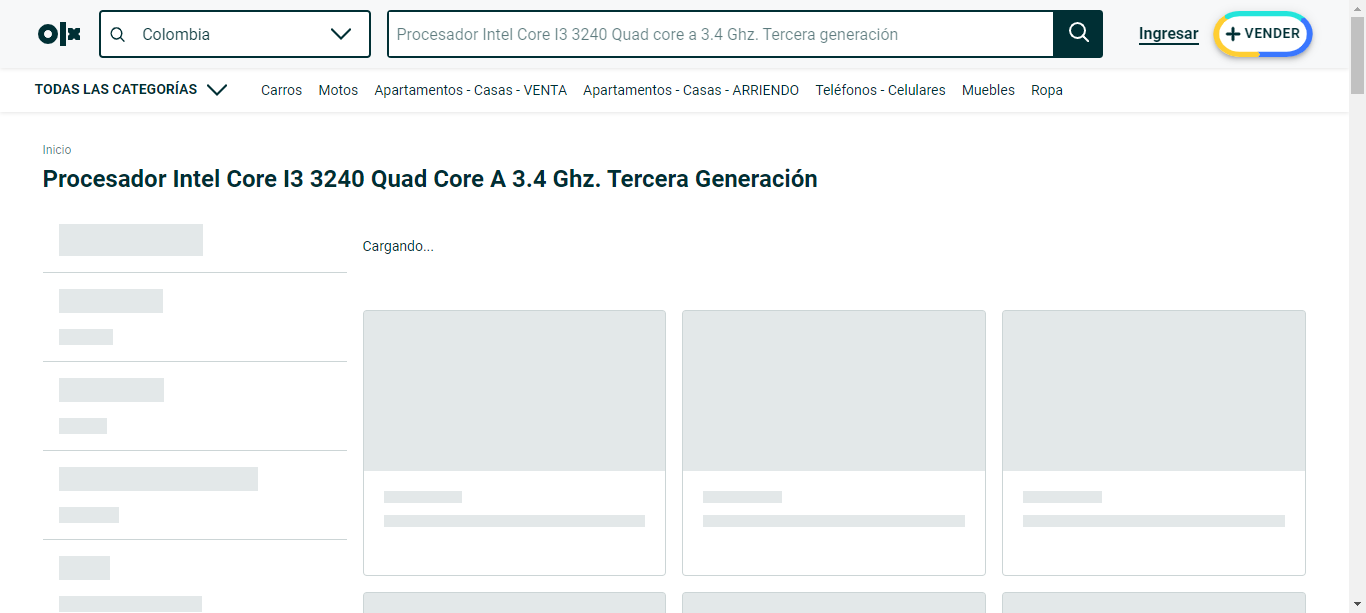 olx
Colombia
Procesador Intel Core I3 3240 Quad core a 3.4 Ghz. Tercera generación
Ingresar
VENDER
TODAS LAS CATEGORÍAS
Carros
Motos
Apartamentos - Casas - VENTA
Apartamentos - Casas - ARRIENDO
Teléfonos - Celulares
Muebles
Ropa
Inicio
Procesador Intel Core I3 3240 Quad Core A 3.4 Ghz. Tercera Generación
Cargando...